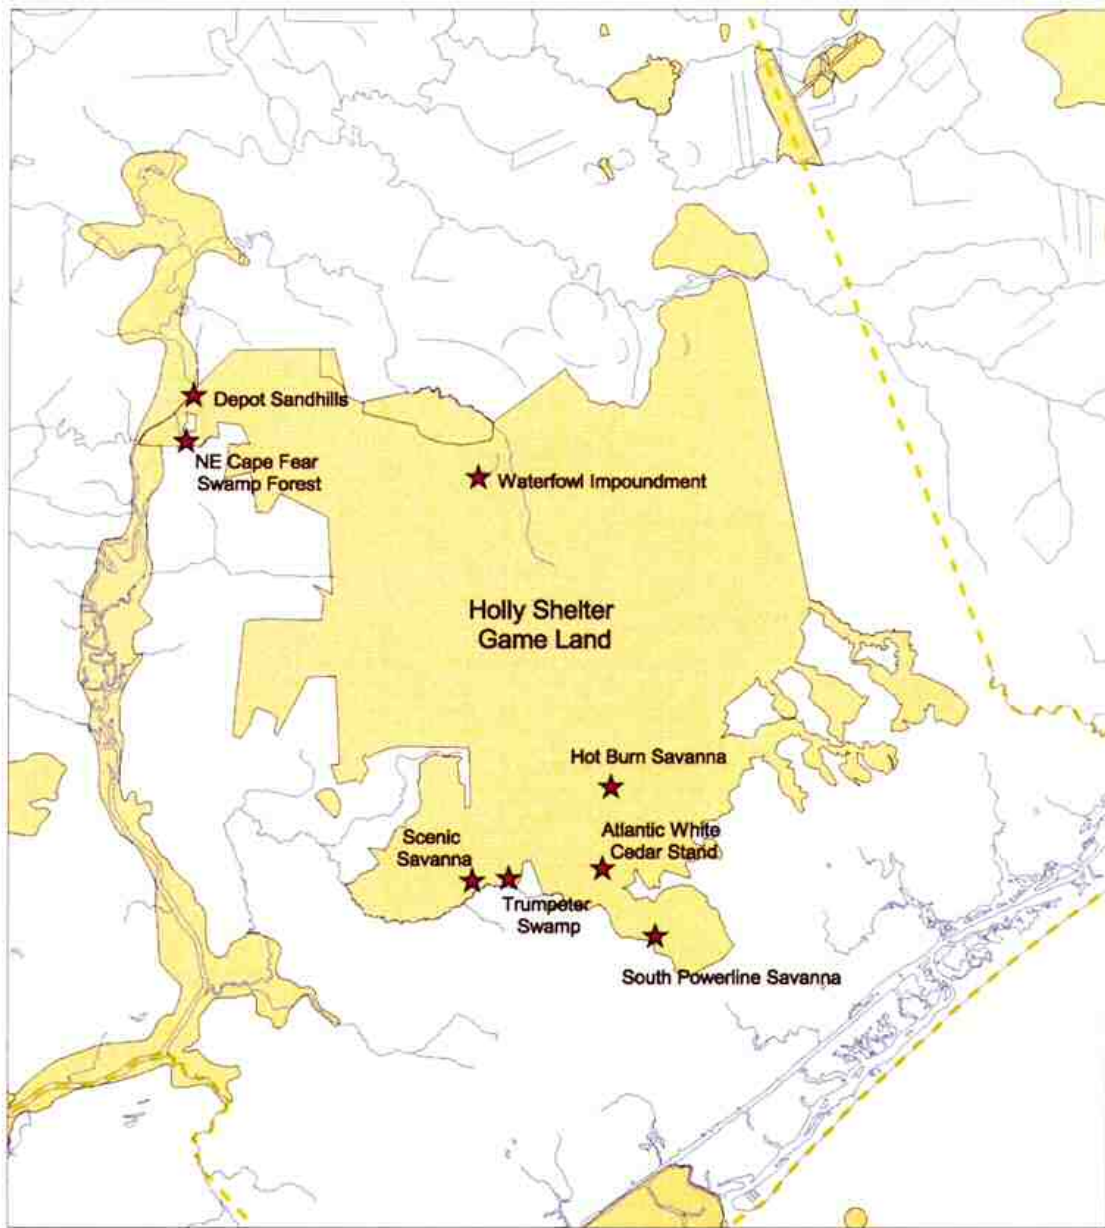 Depot Sandhills
NE Cape Fear
Swamp Forest
Waterfowl Impoundment
Holly Shelter
Game Land
Hot Burn Savanna
Scenic
Savanna
Atlantic White
Cedar Stand
Trumpeter
Swamp
South Powerline Savanna